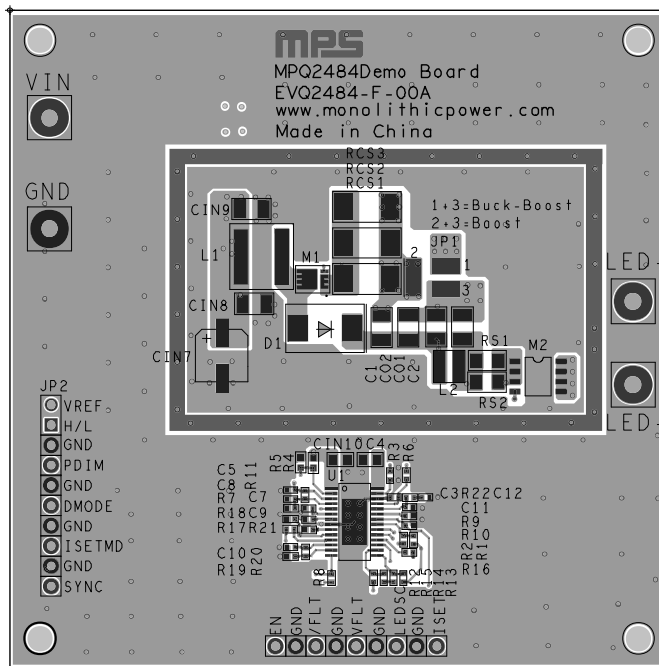 mps
MPQ2484Demo Board
EVQ2484-F-00A
www.monolithicpower.com
Made in China
VIN
GND
RCS3
RCS2
RCS1
1+3=Buck-Boost
2+3=Boost
JP1
CIN9
L1
M1
2
1
3
LED-
CIN8
D1
+
CIN7
C1
CO2
CO1
C2
L2
RS1
M2
RS2
LED-
JP2
VREF
H/L
GND
PDIM
GND
DMODE
GND
ISETMD
GND
SYNC
CIN10 C4
R5
R4
R3
R6
U1
C5
R11
C8
R7 C7
R18 C9
R17 R21
C10
R20
R19
R8
C3 R22 C12
C11
R9
R10
R2
R1
R16
R12
R15
R14
R13
EN
GND
/FLT
GND
VFLT
GND
LEDSC
GND
ISET